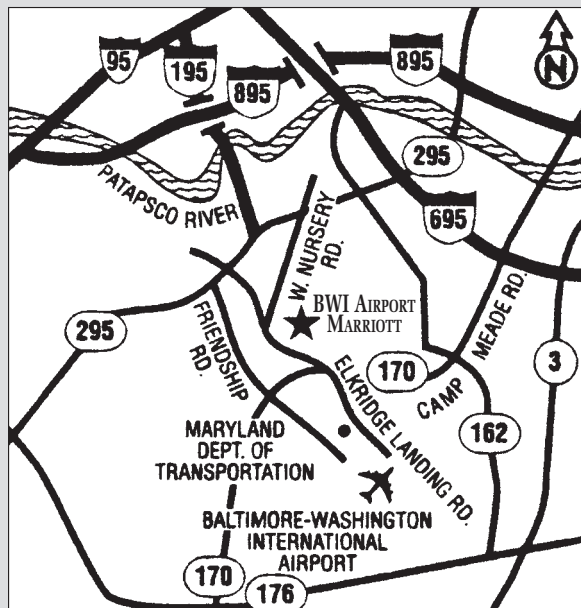 95
195
895
895
N
295
PATAPSCO RIVER
695
W. NURSERY
RD.
BWI AIRPORT
MARRIOTT
MEADE RD.
CAMP
295
FRIENDSHIP
RD.
170
3
162
ELKRIDGE LANDING RD.
MARYLAND
DEPT. OF
TRANSPORTATION
BALTIMORE-WASHINGTON
INTERNATIONAL
AIRPORT
170
176